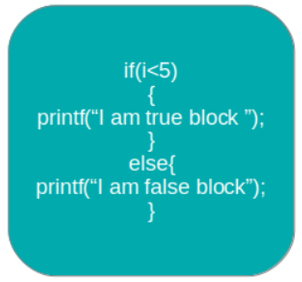 if(i<5)
{
printf(“I am true block ”);
}
else{
printf(“I am false block”);
}